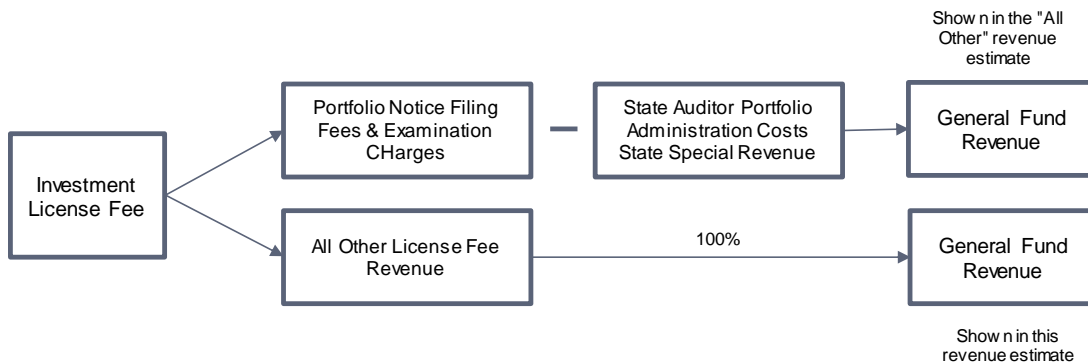 Shown in the "All
Other" revenue
estimate
Portfolio Notice Filing
Fees & Examination
CHarges
State Auditor Portfolio
Administration Costs
State Special Revenue
General Fund
Revenue
Investment
License Fee
All Other License Fee
Revenue
100%
General Fund
Revenue
Shown in this
revenue estimate